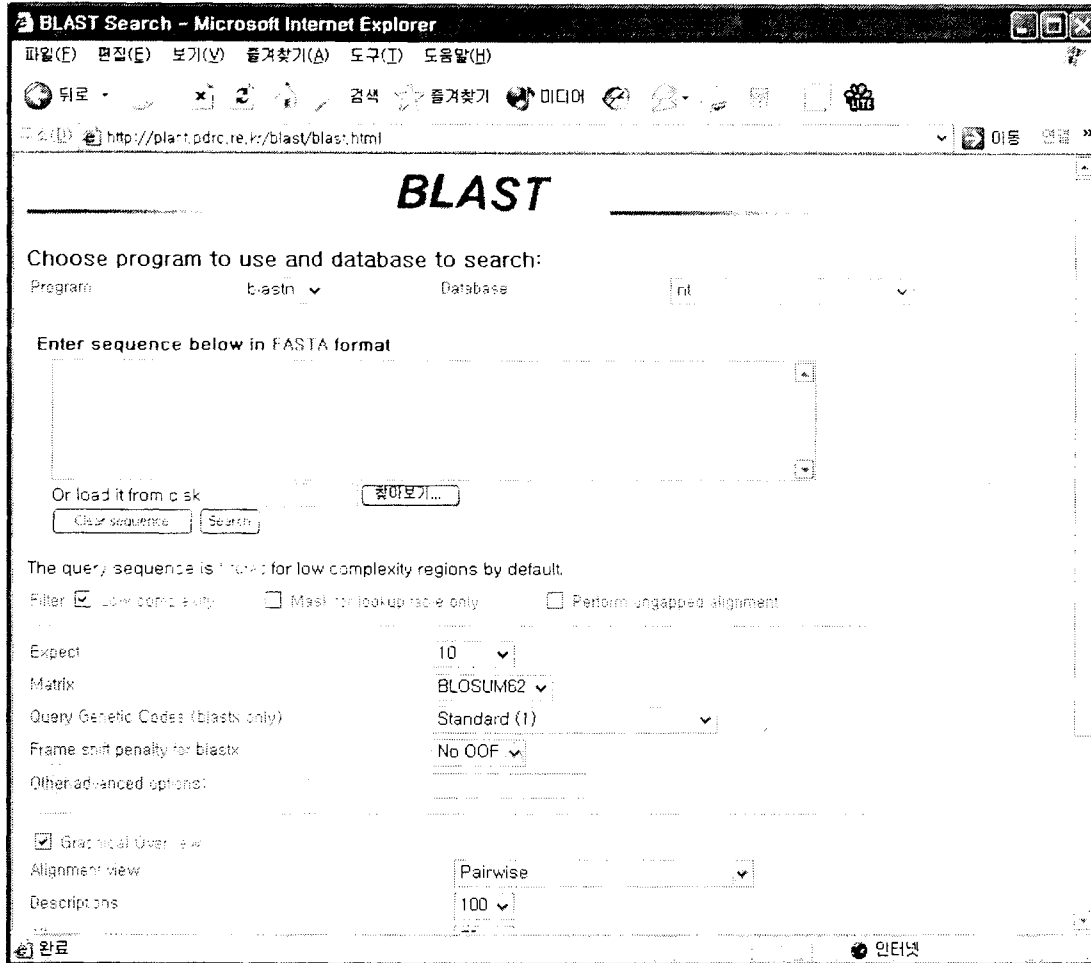 BLAST Search - Microsoft Internet Explorer
파일(F) 편집(E) 보기(V) 즐겨찾기(A) 도구(T) 도움말(H)
뒤로 검색 즐겨찾기 미디어
주소(D) http://plant.pdrc.re.kr/blast/blast.html 이동 연결 »
BLAST
Choose program to use and database to search:
Program blastn Database nt
Enter sequence below in FASTA format
Or load it from disk 찾아보기...
Clear sequence Search
The query sequence is filtered for low complexity regions by default.
Filter Low complexity Mask for lookup table only Perform ungapped alignment
Expect 10
Matrix BLOSUM62
Query Genetic Codes (blastx only) Standard (1)
Frame shift penalty for blastx No OOF
Other advanced options:
Graphical Overview
Alignment view Pairwise
Descriptions 100
완료 인터넷